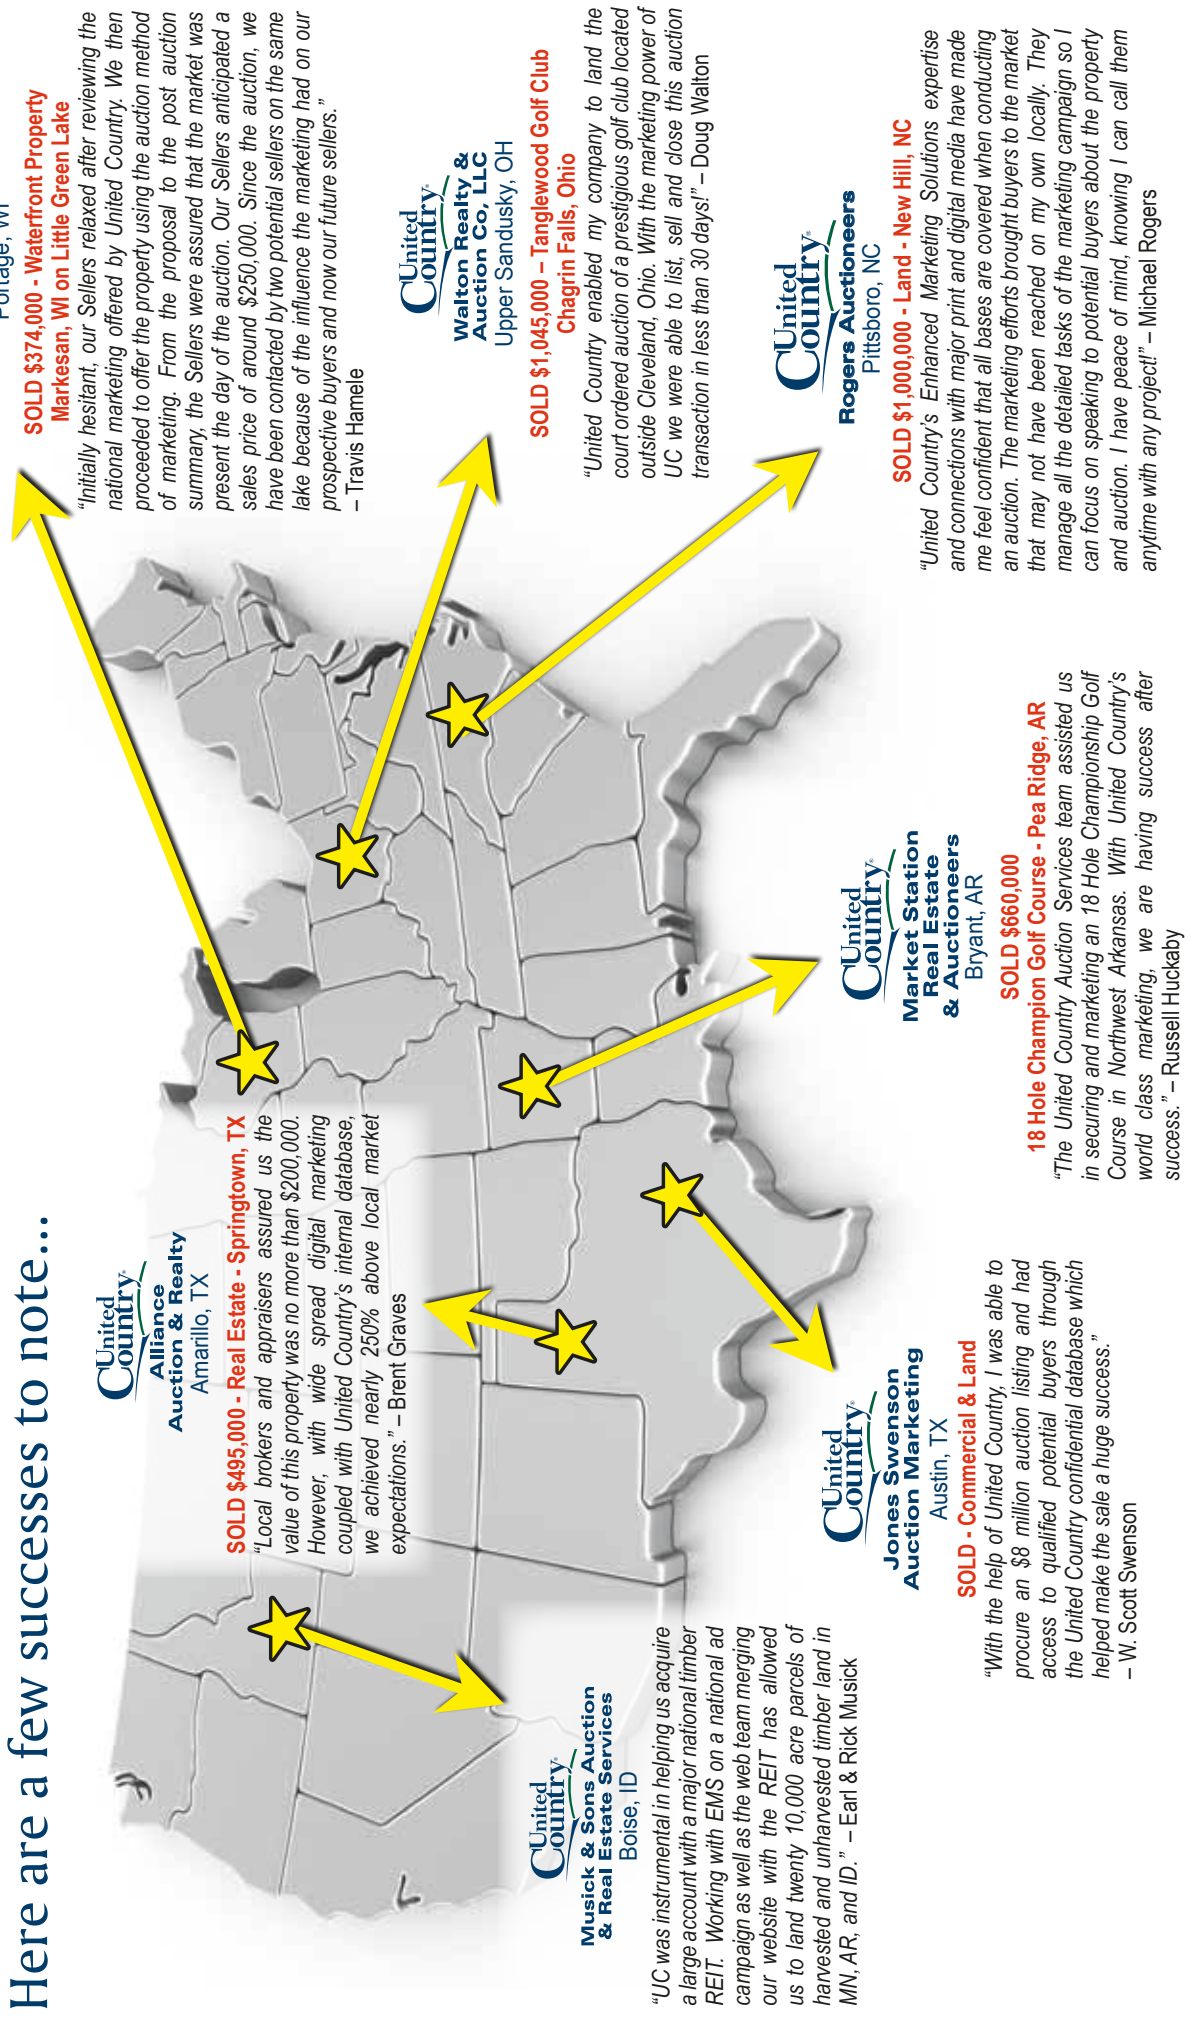 Here are a few successes to note...
United
Country®
Alliance
Auction & Realty
Amarillo, TX
SOLD $495,000 - Real Estate - Springtown, TX
"Local brokers and appraisers assured us the
value of this property was no more than $200,000.
However, with wide spread digital marketing
coupled with United Country's internal database,
we achieved nearly 250% above local market
expectations." – Brent Graves
Portage, WI
SOLD $374,000 - Waterfront Property
Markesan, WI on Little Green Lake
"Initially hesitant, our Sellers relaxed after reviewing the
national marketing offered by United Country. We then
proceeded to offer the property using the auction method
of marketing. From the proposal to the post auction
summary, the Sellers were assured that the market was
present the day of the auction. Our Sellers anticipated a
sales price of around $250,000. Since the auction, we
have been contacted by two potential sellers on the same
lake because of the influence the marketing had on our
prospective buyers and now our future sellers."
– Travis Hamele
United
Country®
Walton Realty &
Auction Co, LLC
Upper Sandusky, OH
SOLD $1,045,000 – Tanglewood Golf Club
Chagrin Falls, Ohio
"United Country enabled my company to land the
court ordered auction of a prestigious golf club located
outside Cleveland, Ohio. With the marketing power of
UC we were able to list, sell and close this auction
transaction in less than 30 days!" – Doug Walton
United
Country®
Musick & Sons Auction
& Real Estate Services
Boise, ID
"UC was instrumental in helping us acquire
a large account with a major national timber
REIT. Working with EMS on a national ad
campaign as well as the web team merging
our website with the REIT has allowed
us to land twenty 10,000 acre parcels of
harvested and unharvested timber land in
MN, AR, and ID." – Earl & Rick Musick
United
Country®
Jones Swenson
Auction Marketing
Austin, TX
SOLD - Commercial & Land
"With the help of United Country, I was able to
procure an $8 million auction listing and had
access to qualified potential buyers through
the United Country confidential database which
helped make the sale a huge success."
– W. Scott Swenson
United
Country®
Market Station
Real Estate
& Auctioneers
Bryant, AR
SOLD $660,000
18 Hole Champion Golf Course - Pea Ridge, AR
"The United Country Auction Services team assisted us
in securing and marketing an 18 Hole Championship Golf
Course in Northwest Arkansas. With United Country's
world class marketing, we are having success after
success." – Russell Huckaby
United
Country®
Rogers Auctioneers
Pittsboro, NC
SOLD $1,000,000 - Land - New Hill, NC
"United Country's Enhanced Marketing Solutions expertise
and connections with major print and digital media have made
me feel confident that all bases are covered when conducting
an auction. The marketing efforts brought buyers to the market
that may not have been reached on my own locally. They
manage all the detailed tasks of the marketing campaign so I
can focus on speaking to potential buyers about the property
and auction. I have peace of mind, knowing I can call them
anytime with any project!" – Michael Rogers